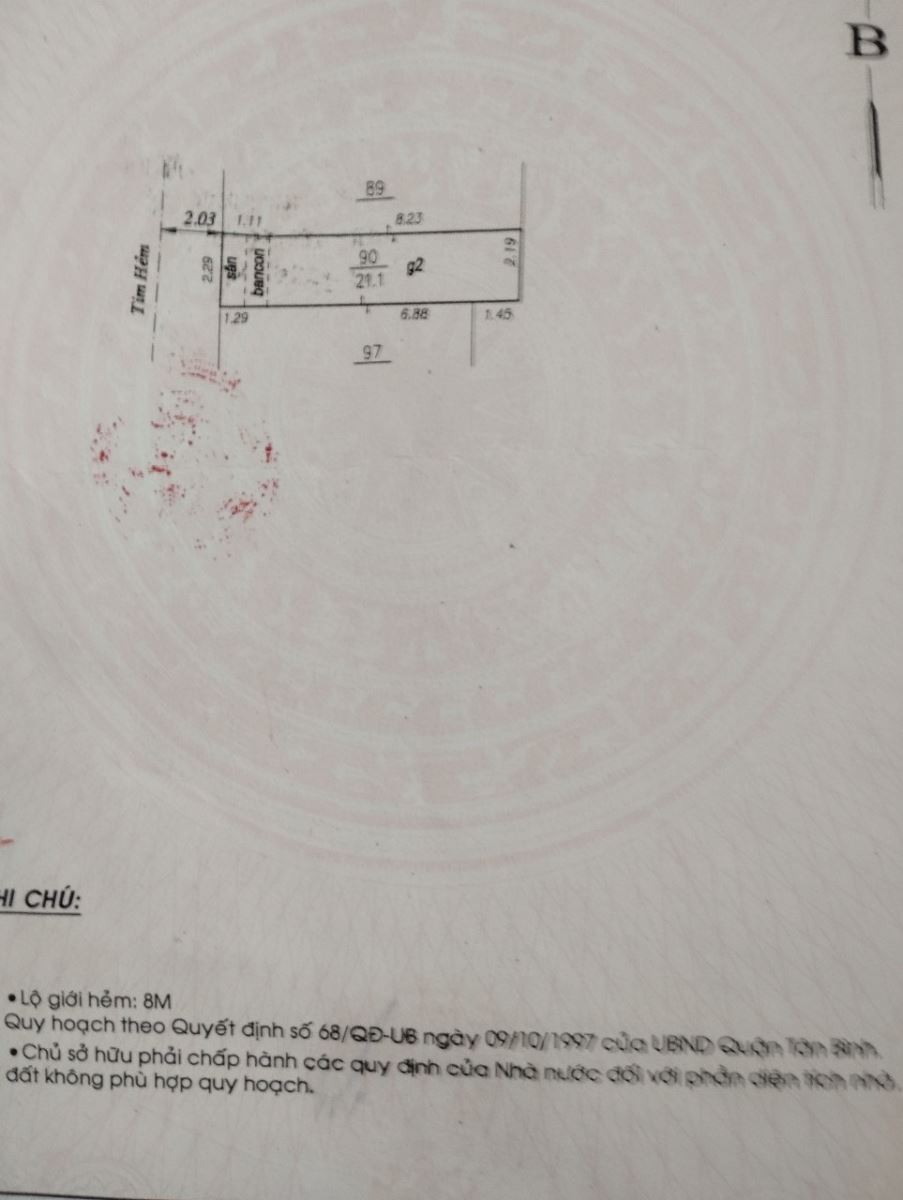 B
89
2.03 1.11 8.23
Tim Hẻm
2.29
sân
bancon
90
21.1
g2
2.19
1.29 6.88 1.45
97
HI CHÚ:
• Lộ giới hẻm: 8M
Quy hoạch theo Quyết định số 68/QĐ-UB ngày 09/10/1997 của UBND Quận Tân Bình.
• Chủ sở hữu phải chấp hành các quy định của Nhà nước đối với phần diện tích nhà
đất không phù hợp quy hoạch.